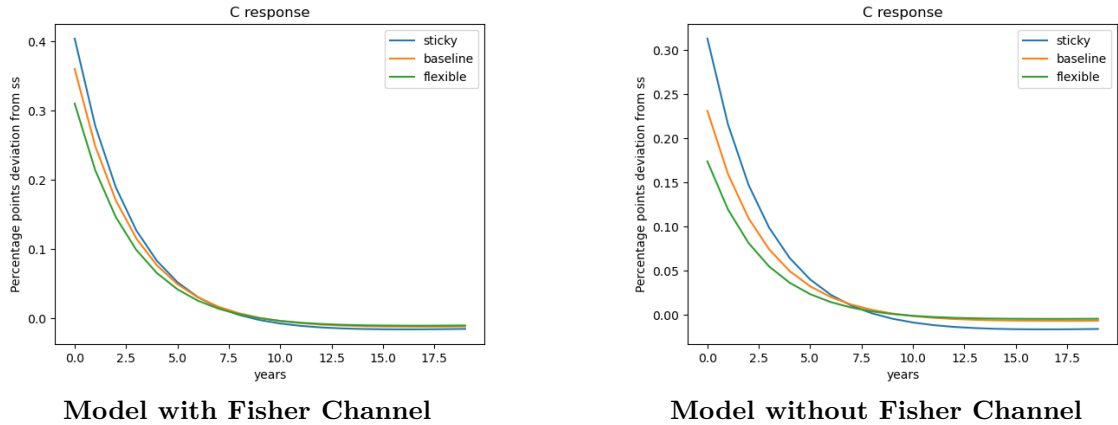 C response
Percentage points deviation from ss
0.4
0.3
0.2
0.1
0.0
sticky
baseline
flexible
0.0 2.5 5.0 7.5 10.0 12.5 15.0 17.5
years
Model with Fisher Channel
C response
Percentage points deviation from ss
0.30
0.25
0.20
0.15
0.10
0.05
0.00
sticky
baseline
flexible
0.0 2.5 5.0 7.5 10.0 12.5 15.0 17.5
years
Model without Fisher Channel